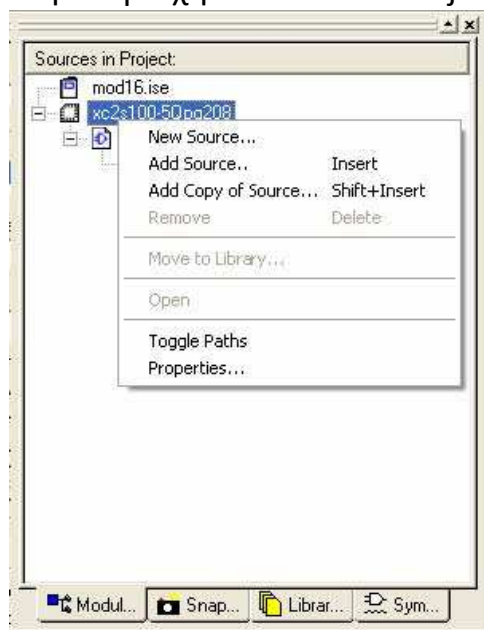 Sources in Project:
mod16.ise
xc2s100-5Qpq208
New Source...
Add Source.. Insert
Add Copy of Source... Shift+Insert
Remove Delete
Move to Library...
Open
Toggle Paths
Properties...
Modul... Snap... Librar... Sym...